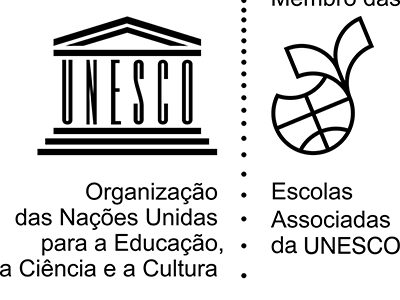 Membro das
UNESCO
Organização
das Nações Unidas
para a Educação,
a Ciência e a Cultura
Escolas
Associadas
da UNESCO